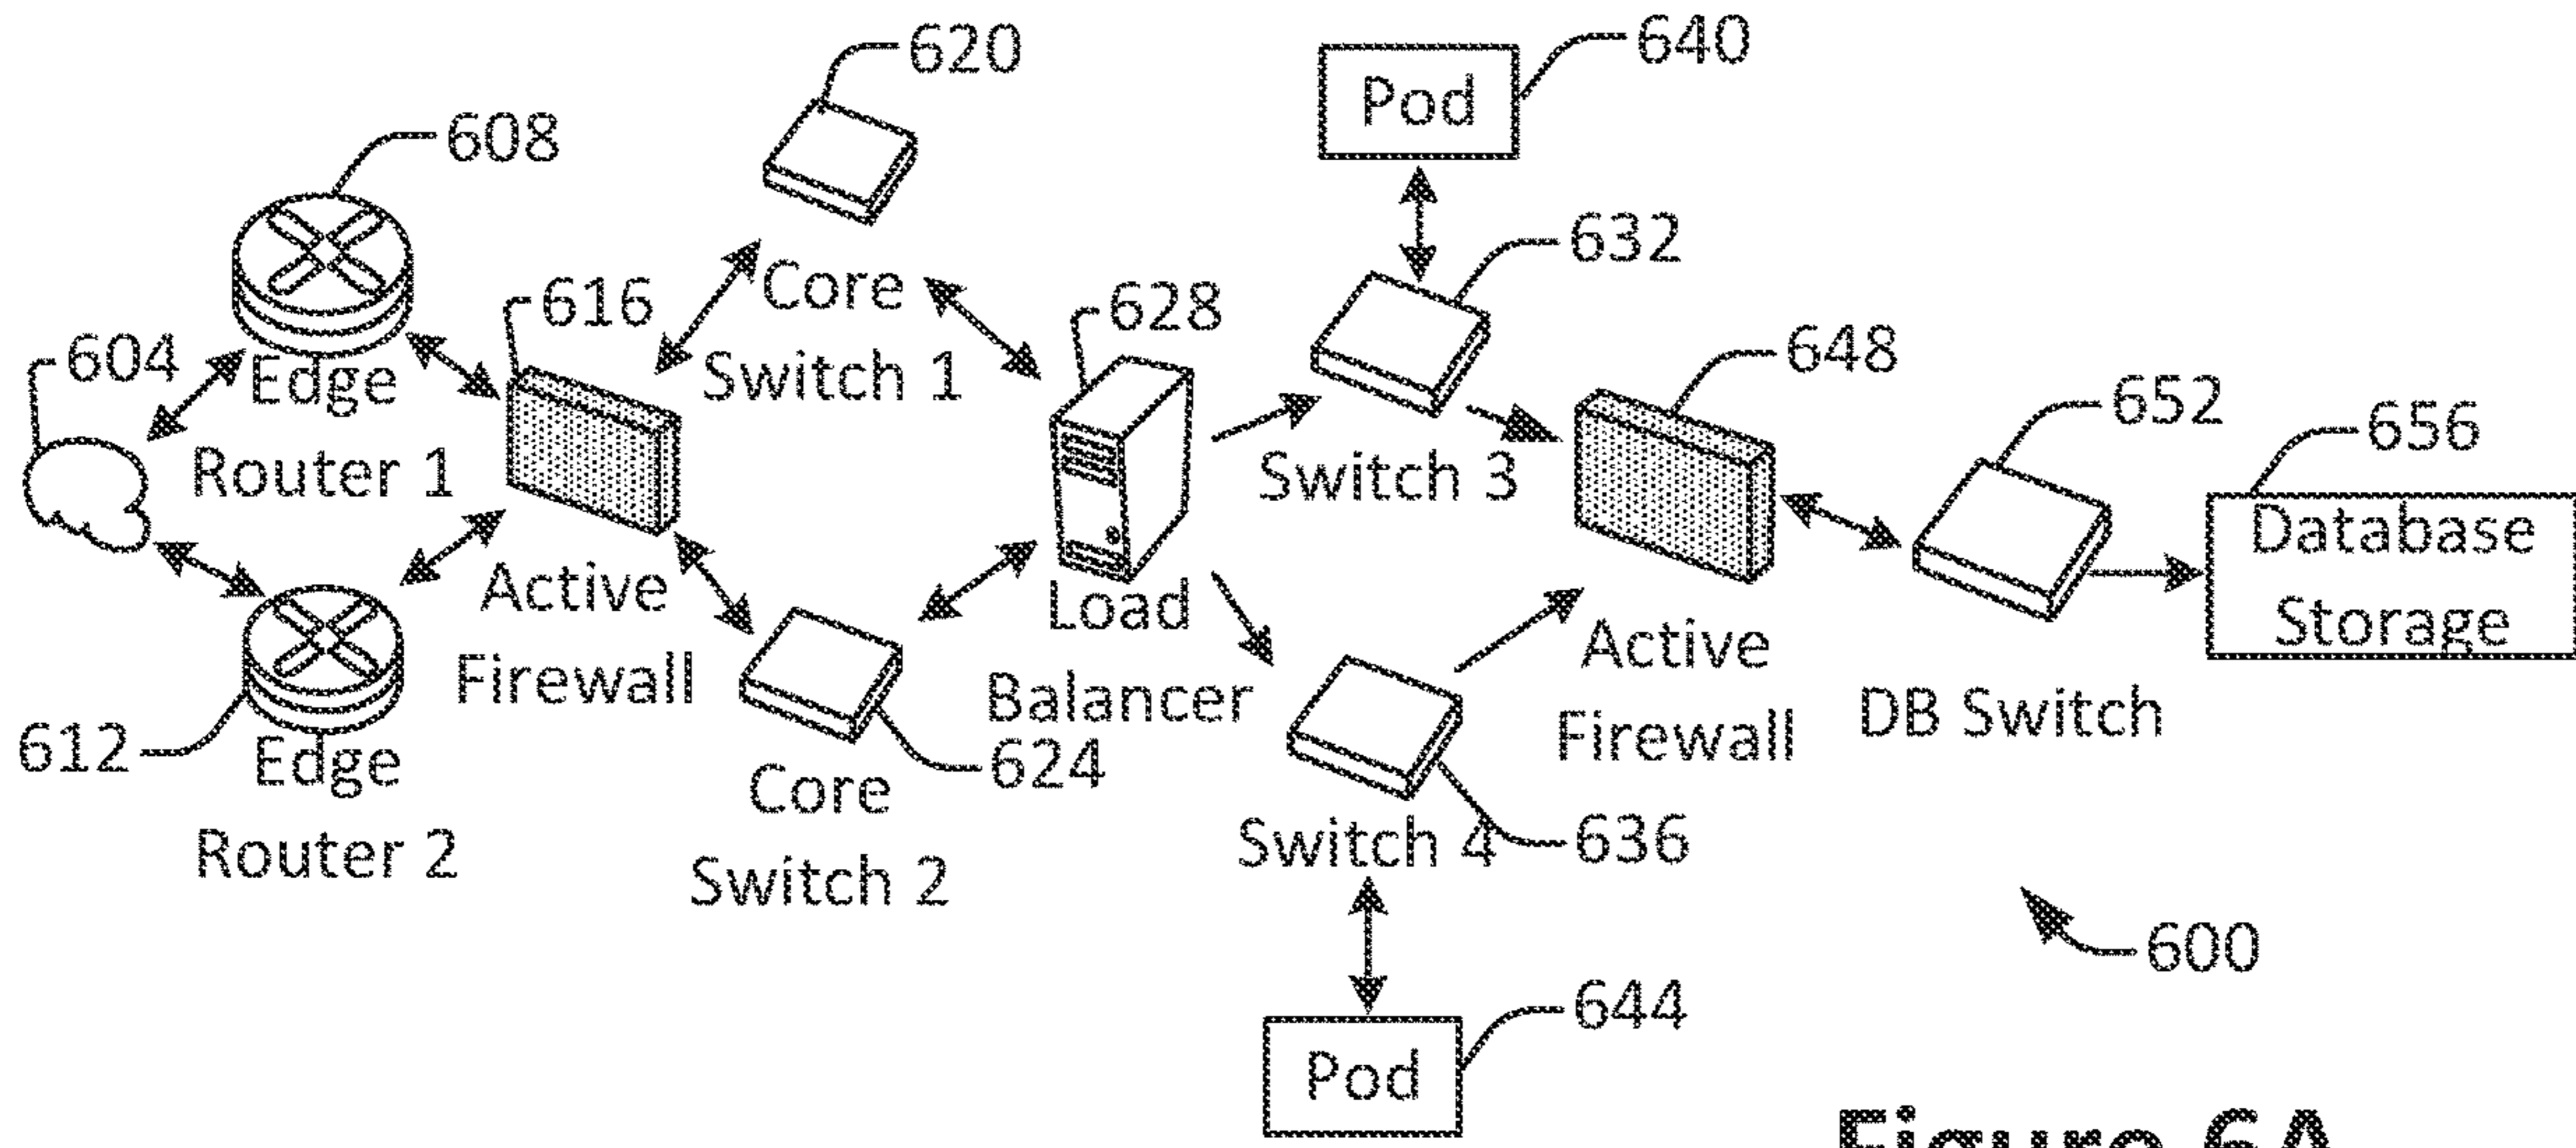 620
640
Pod
608
632
Core
Switch 1
616
628
604
Edge
Router 1
648
Switch 3
652
656
Database
Storage
Active
Firewall
Load
Balancer
Active
Firewall
DB Switch
612
Edge
Router 2
624
Core
Switch 2
Switch 4
636
600
644
Pod
Figure 6A